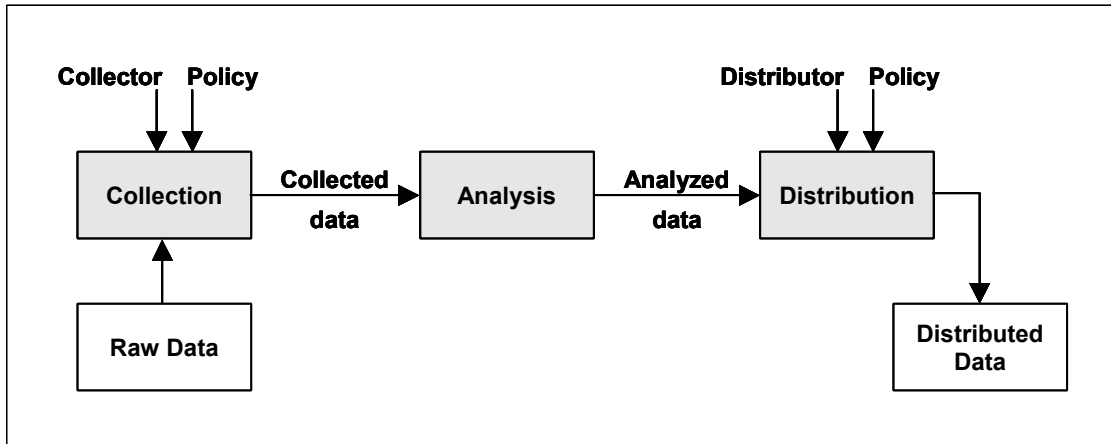 Collector Policy
Distributor Policy
Collection
Collected
data
Analysis
Analyzed
data
Distribution
Raw Data
Distributed
Data